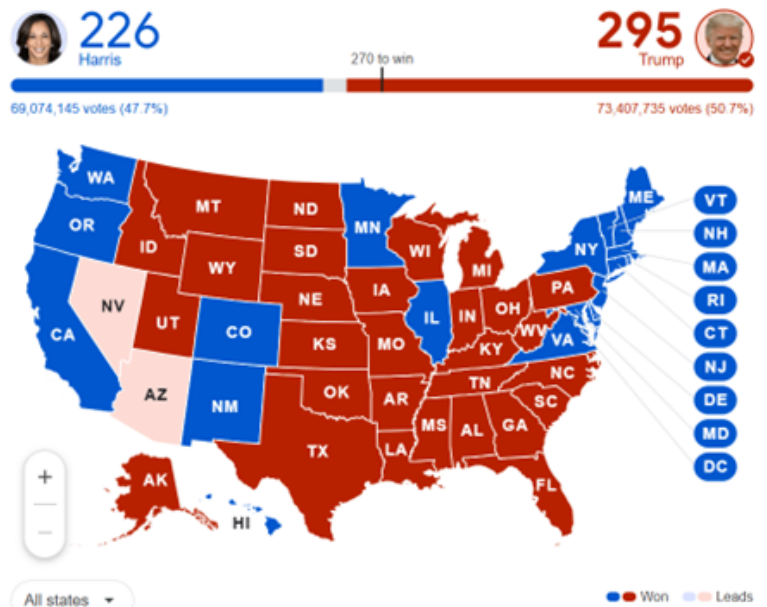 226
Harris
295
Trump
270 to win
69,074,145 votes (47.7%)
73,407,735 votes (50.7%)
WA
OR
CA
NV
ID
MT
WY
UT
AZ
CO
NM
ND
SD
NE
KS
OK
TX
MN
IA
MO
AR
LA
WI
IL
MI
IN
OH
KY
TN
MS
AL
GA
FL
SC
NC
VA
WV
PA
NY
ME
VT
NH
MA
RI
CT
NJ
DE
MD
DC
AK
HI
+
−
All states
Won
Leads